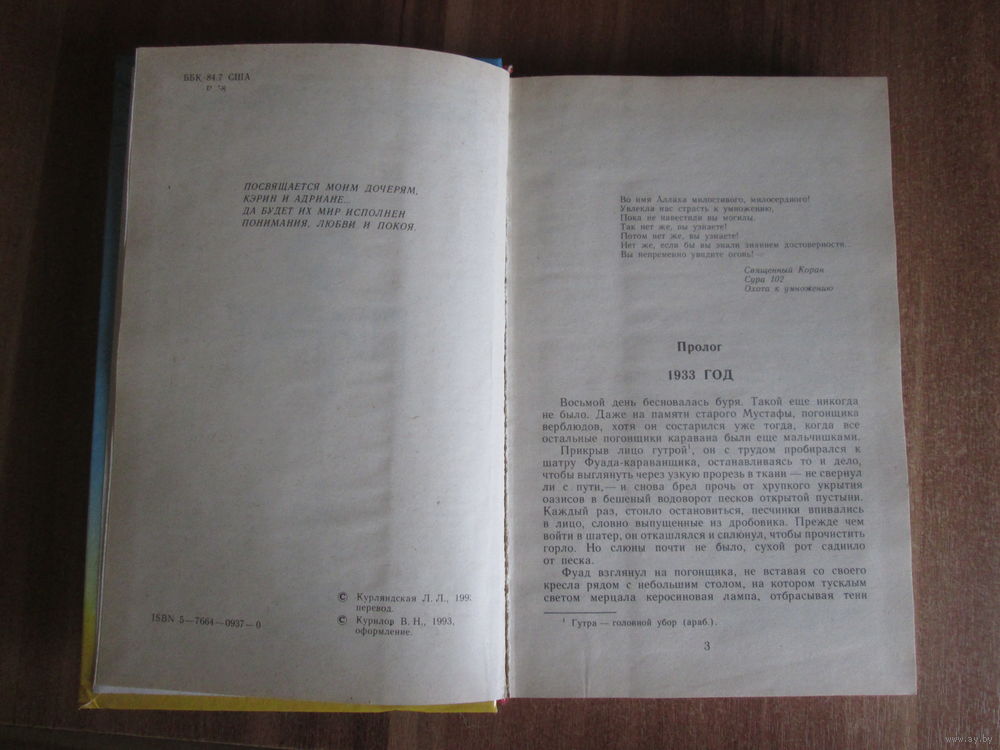 ББК 84.7 США
ПОСВЯЩАЕТСЯ МОИМ ДОЧЕРЯМ,
КЭРИН И АДРИАНЕ...
ДА БУДЕТ ИХ МИР ИСПОЛНЕН
ПОНИМАНИЯ, ЛЮБВИ И ПОКОЯ.
© Курляндская Л. Л., 199
перевод.
© Курилор В. Н., 1993,
оформление.
ISBN 5—7664—0937—0
Во имя Аллаха милостивого, милосердного!
Увлекла нас страсть к умножению,
Пока не навестили вы могилы.
Так нет же, вы узнаете!
Потом нет же, вы узнаете!
Нет же, если бы вы знали знанием достоверности...
Вы непременно увидите огонь!
Священный Коран
Сура 102
Охота к умножению
Пролог
1933 ГОД
Восьмой день бесновалась буря. Такой еще никогда
не было. Даже на памяти старого Мустафы, погонщика
верблюдов, хотя он состарился уже тогда, когда все
остальные погонщики каравана были еще мальчишками.
Прикрыв лицо гутрой¹, он с трудом пробирался к
шатру Фуада-караванщика, останавливаясь то и дело,
чтобы выглянуть через узкую прорезь в ткани — не свернул
ли с пути,— и снова брел прочь от хрупкого укрытия
оазисов в бешеный водоворот песков открытой пустыни.
Каждый раз, стоило остановиться, песчинки впивались
в лицо, словно выпущенные из дробовика. Прежде чем
войти в шатер, он откашлялся и сплюнул, чтобы прочистить
горло. Но слюны почти не было, сухой рот саднило
от песка.
Фуад взглянул на погонщика, не вставая со своего
кресла рядом с небольшим столом, на котором тусклым
светом мерцала керосиновая лампа, отбрасывая тени
¹ Гутра — головной убор (араб.).
3
www.ay.by